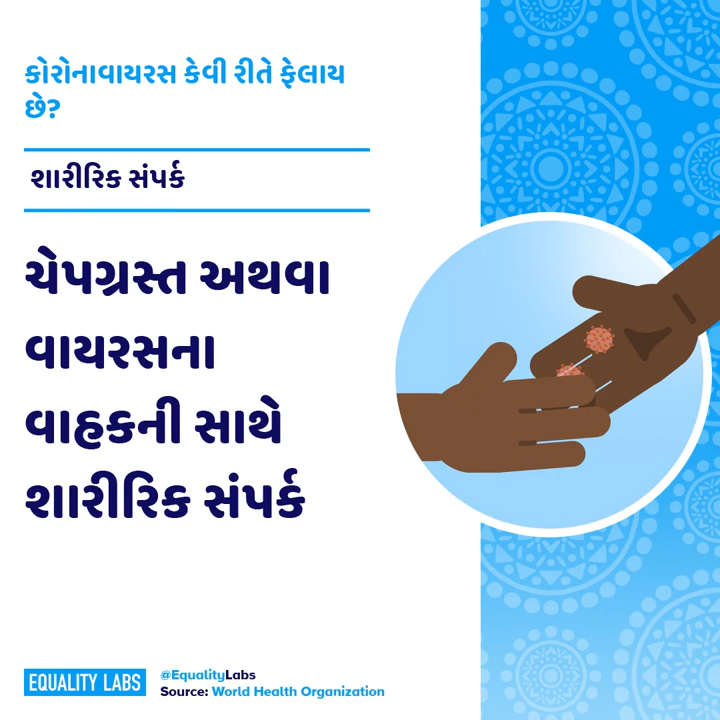 કોરોનાવાયરસ કેવી રીતે ફેલાય
છે?
શારીરિક સંપર્ક
ચેપગ્રસ્ત અથવા
વાયરસના
વાહકની સાથે
શારીરિક સંપર્ક
EQUALITY LABS
@EqualityLabs
Source: World Health Organization